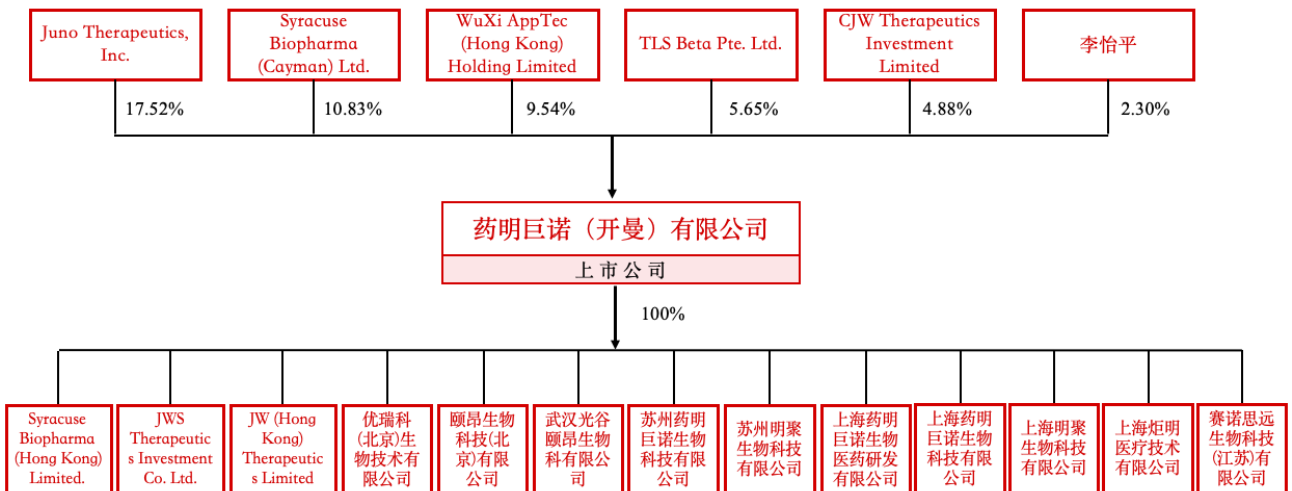 Juno Therapeutics,
Inc.
Syracuse
Biopharma
(Cayman) Ltd.
WuXi AppTec
(Hong Kong)
Holding Limited
TLS Beta Pte. Ltd.
CJW Therapeutics
Investment
Limited
李怡平
17.52%
10.83%
9.54%
5.65%
4.88%
2.30%
药明巨诺（开曼）有限公司
上市公司
100%
Syracuse
Biopharma
(Hong Kong)
Limited.
JWS
Therapeutic
s Investment
Co. Ltd.
JW (Hong
Kong)
Therapeutic
s Limited
优瑞科
(北京)生
物技术有
限公司
颐昂生物
科技(北
京)有限公
司
武汉光谷
颐昂生物
科有限公
司
苏州药明
巨诺生物
科技有限
公司
苏州明聚
生物科技
有限公司
上海药明
巨诺生物
医药研发
有限公司
上海药明
巨诺生物
科技有限
公司
上海明聚
生物科技
有限公司
上海炬明
医疗技术
有限公司
赛诺思远
生物科技
(江苏)有
限公司